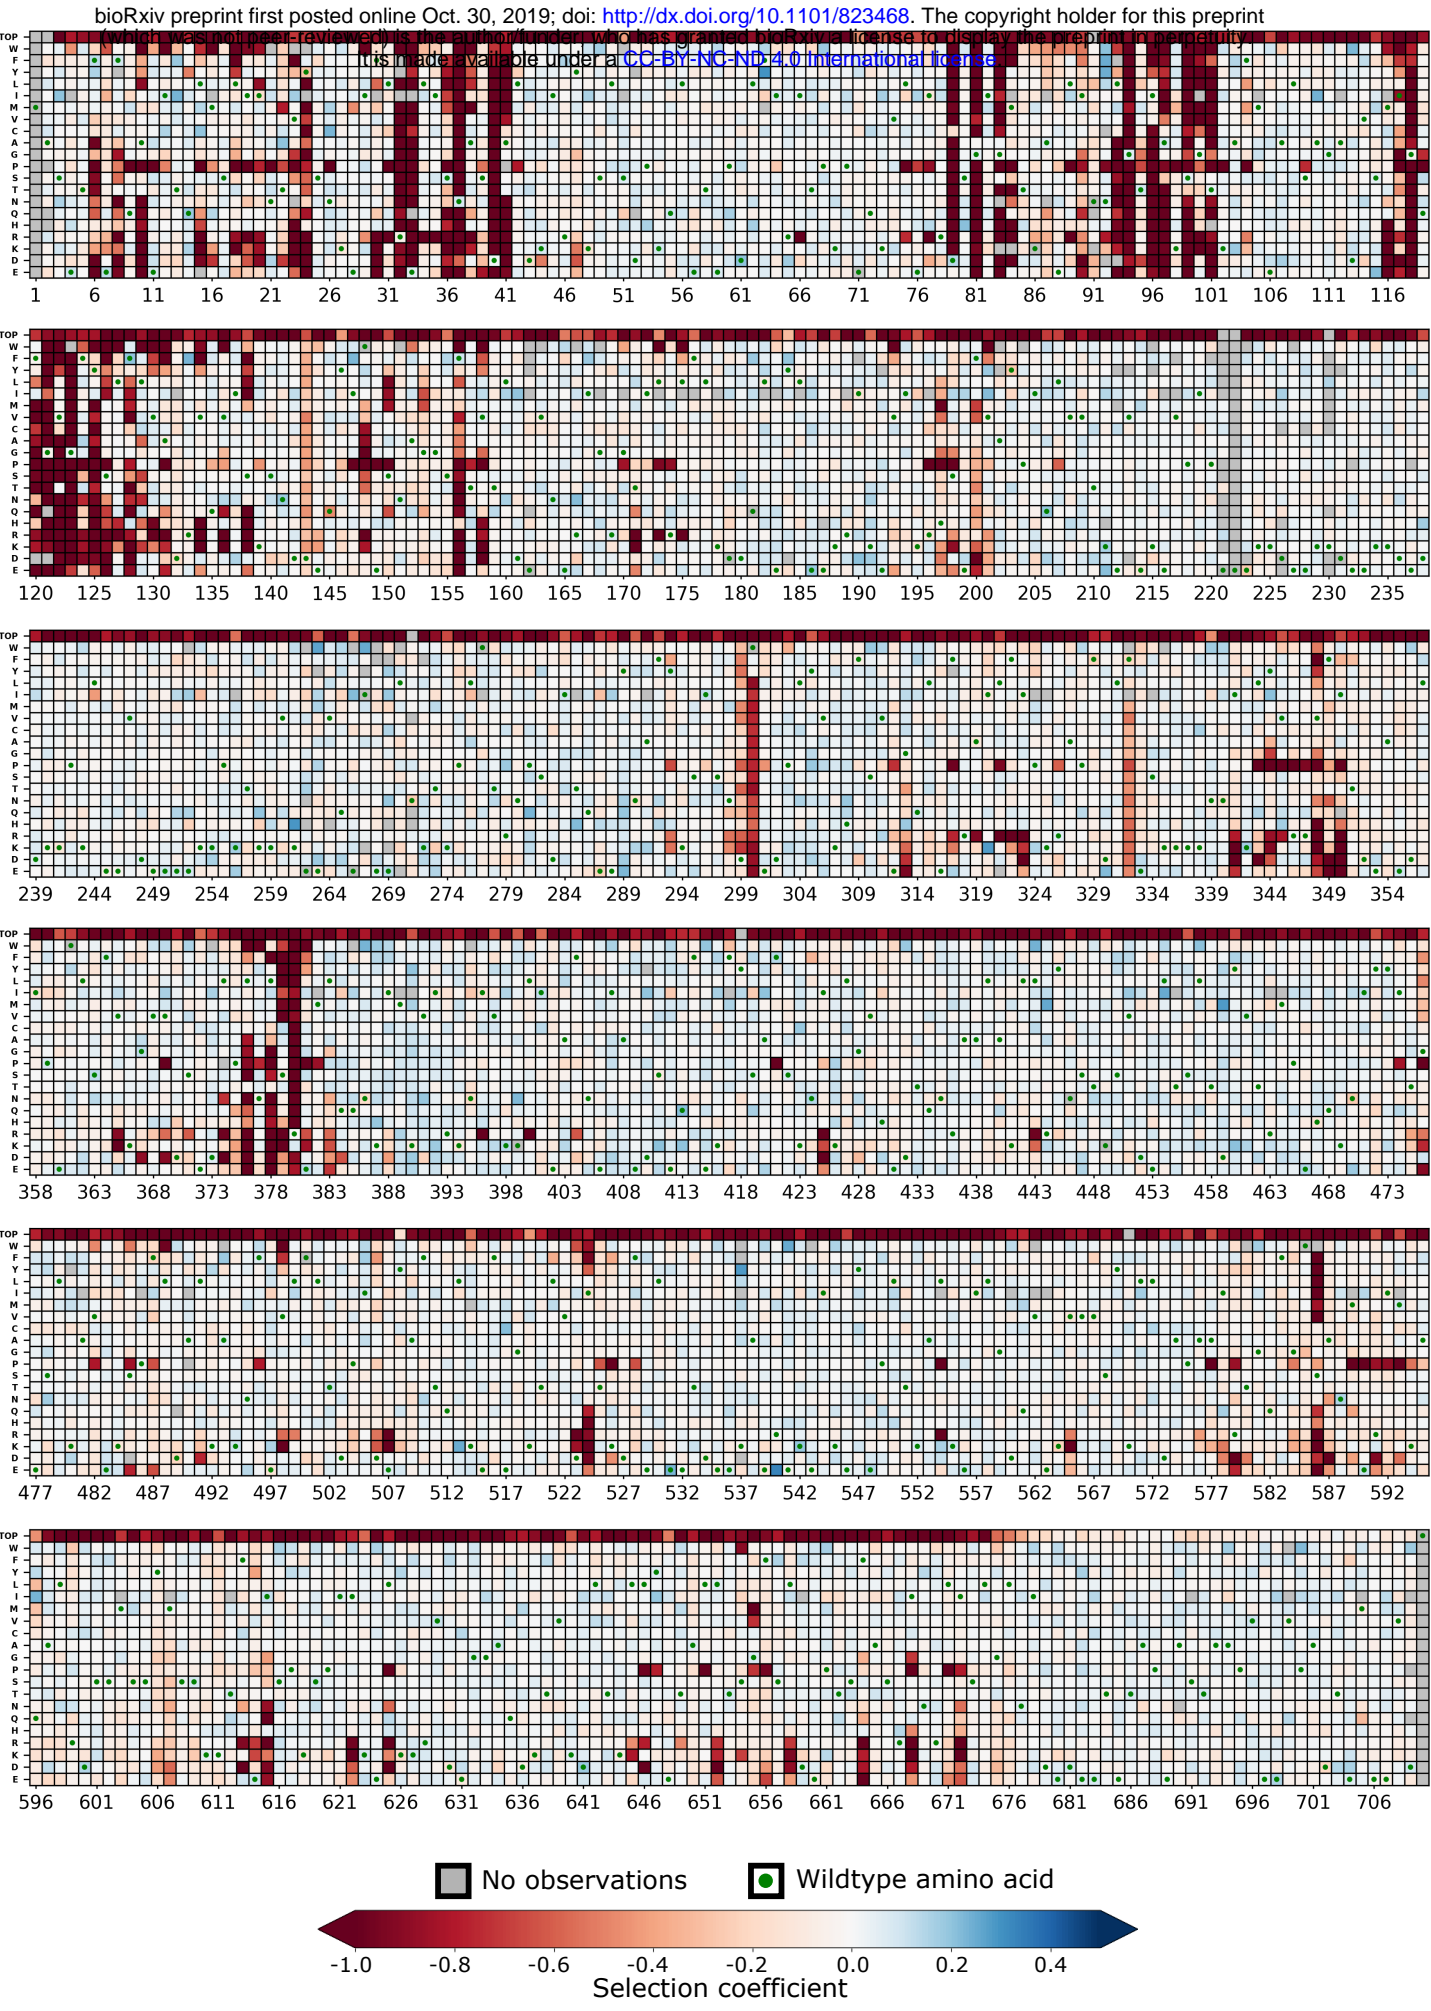 bioRxiv preprint first posted online Oct. 30, 2019; doi: http://dx.doi.org/10.1101/823468. The copyright holder for this preprint
(which was not peer-reviewed) is the author/funder, who has granted bioRxiv a license to display the preprint in perpetuity.
It is made available under a CC-BY-NC-ND 4.0 International license.
TOP
W
F
Y
L
I
M
V
C
A
G
P
S
T
N
Q
H
R
K
D
E
1 6 11 16 21 26 31 36 41 46 51 56 61 66 71 76 81 86 91 96 101 106 111 116
TOP
W
F
Y
L
I
M
V
C
A
G
P
S
T
N
Q
H
R
K
D
E
120 125 130 135 140 145 150 155 160 165 170 175 180 185 190 195 200 205 210 215 220 225 230 235
TOP
W
F
Y
L
I
M
V
C
A
G
P
S
T
N
Q
H
R
K
D
E
239 244 249 254 259 264 269 274 279 284 289 294 299 304 309 314 319 324 329 334 339 344 349 354
TOP
W
F
Y
L
I
M
V
C
A
G
P
S
T
N
Q
H
R
K
D
E
358 363 368 373 378 383 388 393 398 403 408 413 418 423 428 433 438 443 448 453 458 463 468 473
TOP
W
F
Y
L
I
M
V
C
A
G
P
S
T
N
Q
H
R
K
D
E
477 482 487 492 497 502 507 512 517 522 527 532 537 542 547 552 557 562 567 572 577 582 587 592
TOP
W
F
Y
L
I
M
V
C
A
G
P
S
T
N
Q
H
R
K
D
E
596 601 606 611 616 621 626 631 636 641 646 651 656 661 666 671 676 681 686 691 696 701 706
No observations Wildtype amino acid
-1.0 -0.8 -0.6 -0.4 -0.2 0.0 0.2 0.4
Selection coefficient